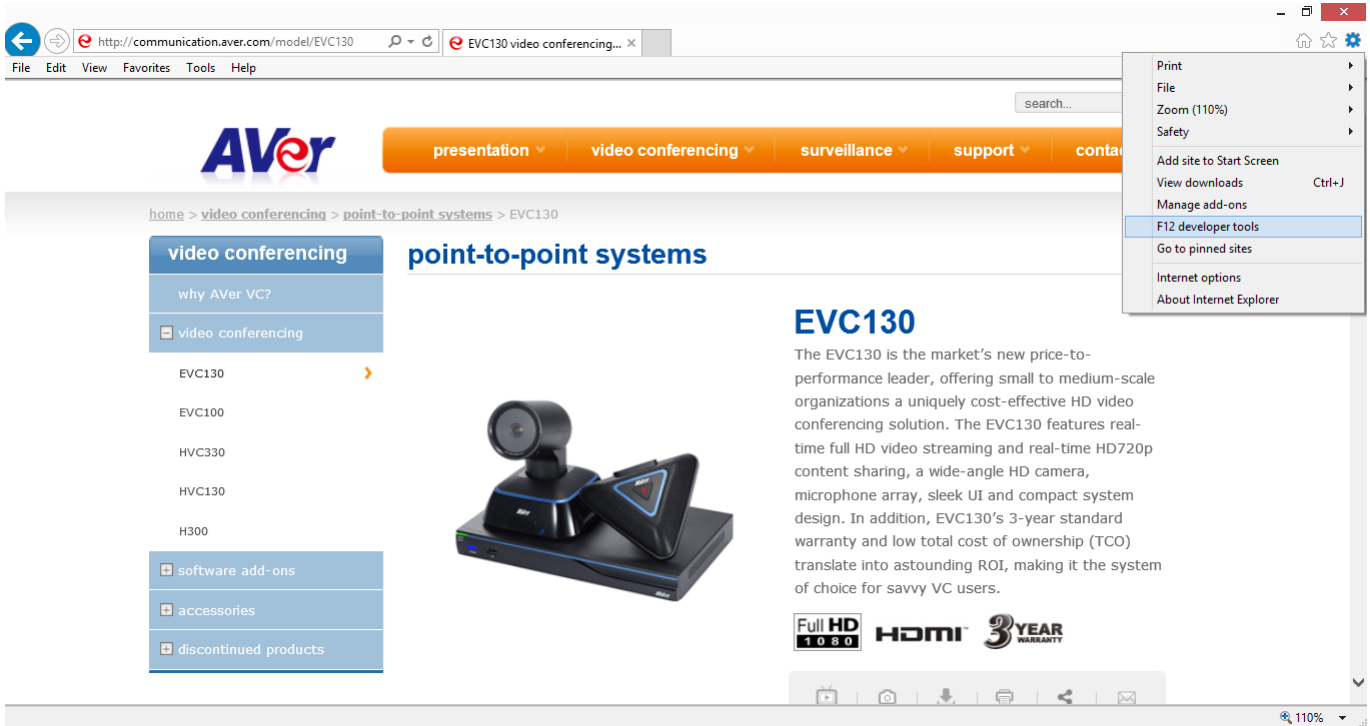 http://communication.aver.com/model/EVC130
EVC130 video conferencing...
File Edit View Favorites Tools Help
Print
File
Zoom (110%)
Safety
Add site to Start Screen
View downloads Ctrl+J
Manage add-ons
F12 developer tools
Go to pinned sites
Internet options
About Internet Explorer
search...
AVer
presentation video conferencing surveillance support conta
home > video conferencing > point-to-point systems > EVC130
video conferencing
why AVer VC?
video conferencing
EVC130
EVC100
HVC330
HVC130
H300
software add-ons
accessories
discontinued products
point-to-point systems
AVer
AVer
AVer
EVC130
The EVC130 is the market's new price-to-
performance leader, offering small to medium-scale
organizations a uniquely cost-effective HD video
conferencing solution. The EVC130 features real-
time full HD video streaming and real-time HD720p
content sharing, a wide-angle HD camera,
microphone array, sleek UI and compact system
design. In addition, EVC130's 3-year standard
warranty and low total cost of ownership (TCO)
translate into astounding ROI, making it the system
of choice for savvy VC users.
Full HD
1080
HDMI™
3 YEAR
WARRANTY
110%